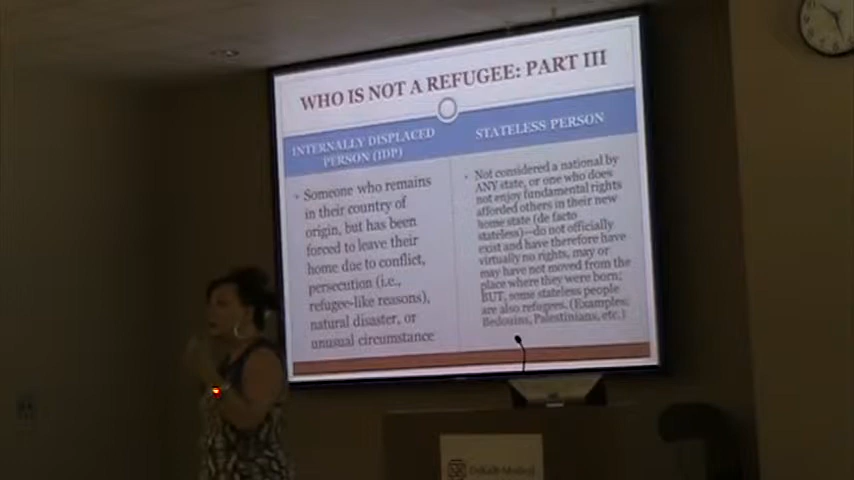 WHO IS NOT A REFUGEE: PART III
INTERNALLY DISPLACED
PERSON (IDP)
• Someone who remains
in their country of
origin, but has been
forced to leave their
home due to conflict,
persecution (i.e.,
refugee-like reasons),
natural disaster, or
unusual circumstance
STATELESS PERSON
• Not considered a national by
ANY state, or one who does
not enjoy fundamental rights
afforded others in their new
home state (de facto
stateless)—do not officially
exist and have therefore have
virtually no rights, may or
may have not moved from the
place where they were born;
BUT, some stateless people
are also refugees. (Examples:
Bedouins, Palestinians, etc.)
DeKalb Medical